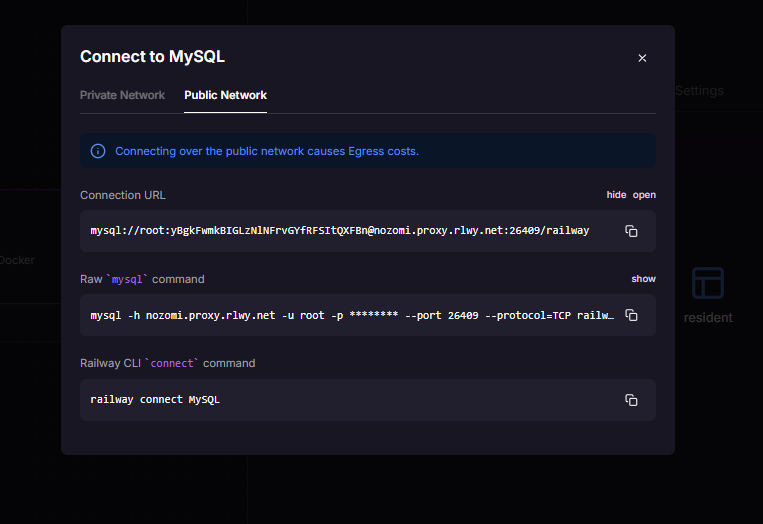 Connect to MySQL
Private Network Public Network
Settings
Connecting over the public network causes Egress costs.
Connection URL hide open
mysql://root:yBgkFwmkBIGLzNlNFrvGYfRFSItQXFBn@nozomi.proxy.rlwy.net:26409/railway
Docker
Raw `mysql` command show
mysql -h nozomi.proxy.rlwy.net -u root -p ******** --port 26409 --protocol=TCP railw…
resident
Railway CLI `connect` command
railway connect MySQL